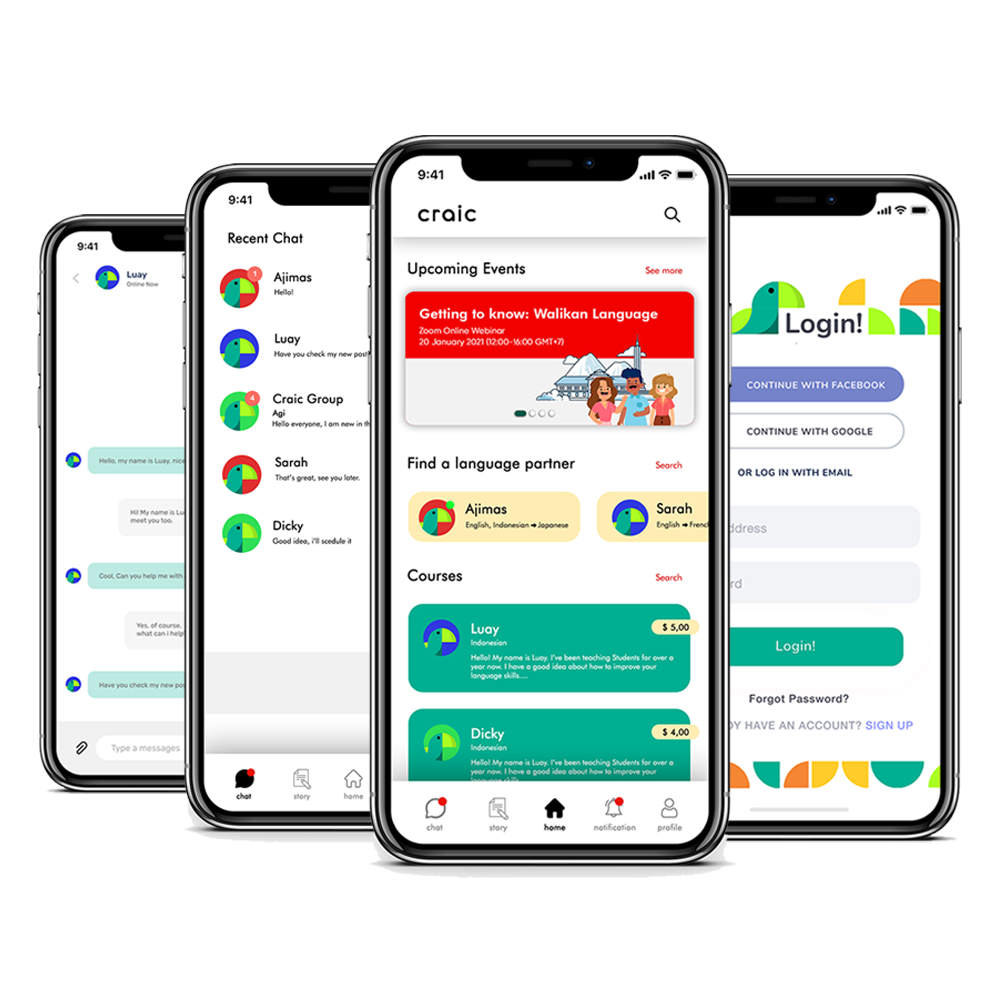 9:41
Luay
Online Now
Hello, my name is Luay, nice
Hi! My name is Lu
meet you too.
Cool, Can you help me with
Yes, of course.
what can i help
Have you check my new pos
Type a messages
9:41
Recent Chat
Ajimas
1
Hello!
Luay
Have you check my new post
Craic Group
4
Agi
Hello everyone, I am new in th
Sarah
That's great, see you later.
Dicky
Good idea, i'll scedule it
chat
story
home
9:41
craic
Upcoming Events
See more
Getting to know: Walikan Language
Zoom Online Webinar
20 January 2021 (12:00-16:00 GMT+7)
Find a language partner
Search
Ajimas
English, Indonesian ➡ Japanese
Sarah
English ➡ Frenc
Courses
Search
Luay
$ 5,00
Indonesian
Hello! My name is Luay. I've been teaching Students for over a
year now. I have a good idea about how to improve your
language skills....
Dicky
$ 4,00
Indonesian
Hello! My name is Luay. I've been teaching Students for over a
year now. I have a good idea about how to improve your
language skills
chat
story
home
notification
profile
Login!
CONTINUE WITH FACEBOOK
CONTINUE WITH GOOGLE
OR LOG IN WITH EMAIL
ddress
rd
Login!
Forgot Password?
DY HAVE AN ACCOUNT? SIGN UP